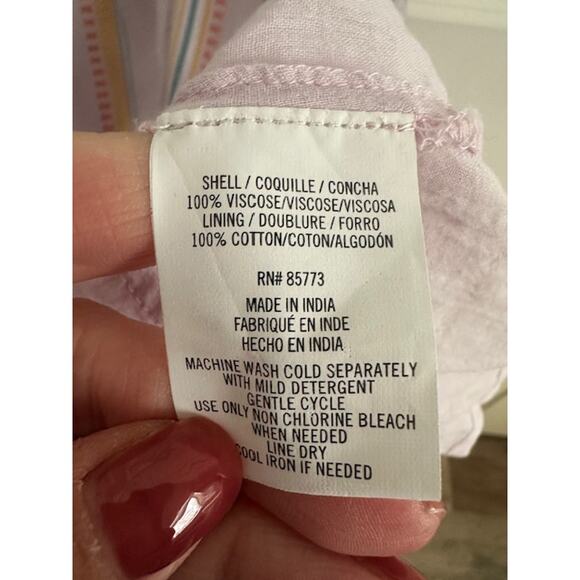 SHELL / COQUILLE / CONCHA
100% VISCOSE/VISCOSE/VISCOSA
LINING / DOUBLURE / FORRO
100% COTTON/COTON/ALGODÓN
RN# 85773
MADE IN INDIA
FABRIQUÉ EN INDE
HECHO EN INDIA
MACHINE WASH COLD SEPARATELY
WITH MILD DETERGENT
GENTLE CYCLE
USE ONLY NON CHLORINE BLEACH
WHEN NEEDED
LINE DRY
COOL IRON IF NEEDED